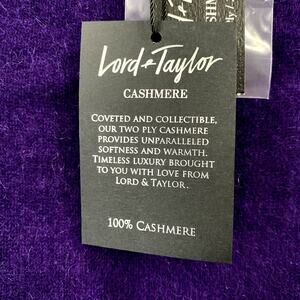 Lord & Taylor
CASHMERE
COVETED AND COLLECTIBLE,
OUR TWO PLY CASHMERE
PROVIDES UNPARALLELED
SOFTNESS AND WARMTH.
TIMELESS LUXURY BROUGHT
TO YOU WITH LOVE FROM
LORD & TAYLOR.
100% CASHMERE